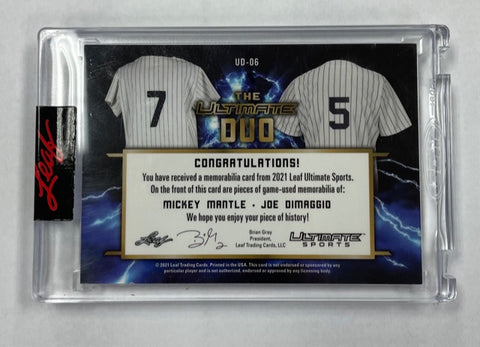 UD-06
THE
ULTIMATE
DUO
7
5
Leaf
CONGRATULATIONS!
You have received a memorabilia card from 2021 Leaf Ultimate Sports.
On the front of this card are pieces of game-used memorabilia of:
MICKEY MANTLE • JOE DIMAGGIO
We hope you enjoy your piece of history!
Leaf
Brian Gray
President,
Leaf Trading Cards, LLC
ULTIMATE
SPORTS
© 2021 Leaf Trading Cards. Printed in the USA. This card is not endorsed or sponsored by any
particular player and is not authorized, endorsed or approved by any licensing body.